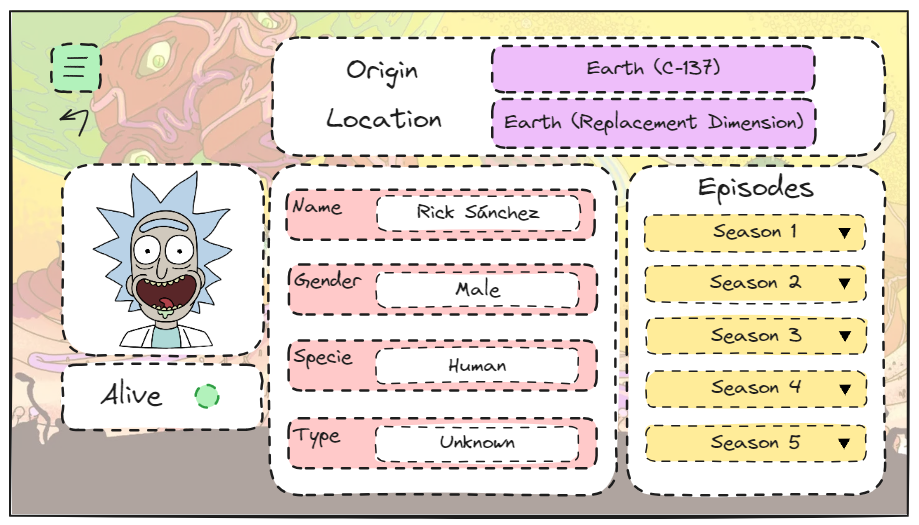 Origin
Earth (C-137)
Location
Earth (Replacement Dimension)
Alive
Name
Rick Sánchez
Gender
Male
Specie
Human
Type
Unknown
Episodes
Season 1
Season 2
Season 3
Season 4
Season 5